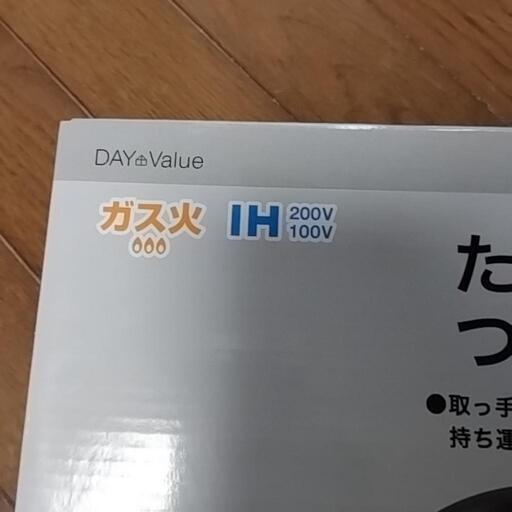 DAY Value
ガス火 IH 200V
100V
た
つ
●取っ手
持ち運